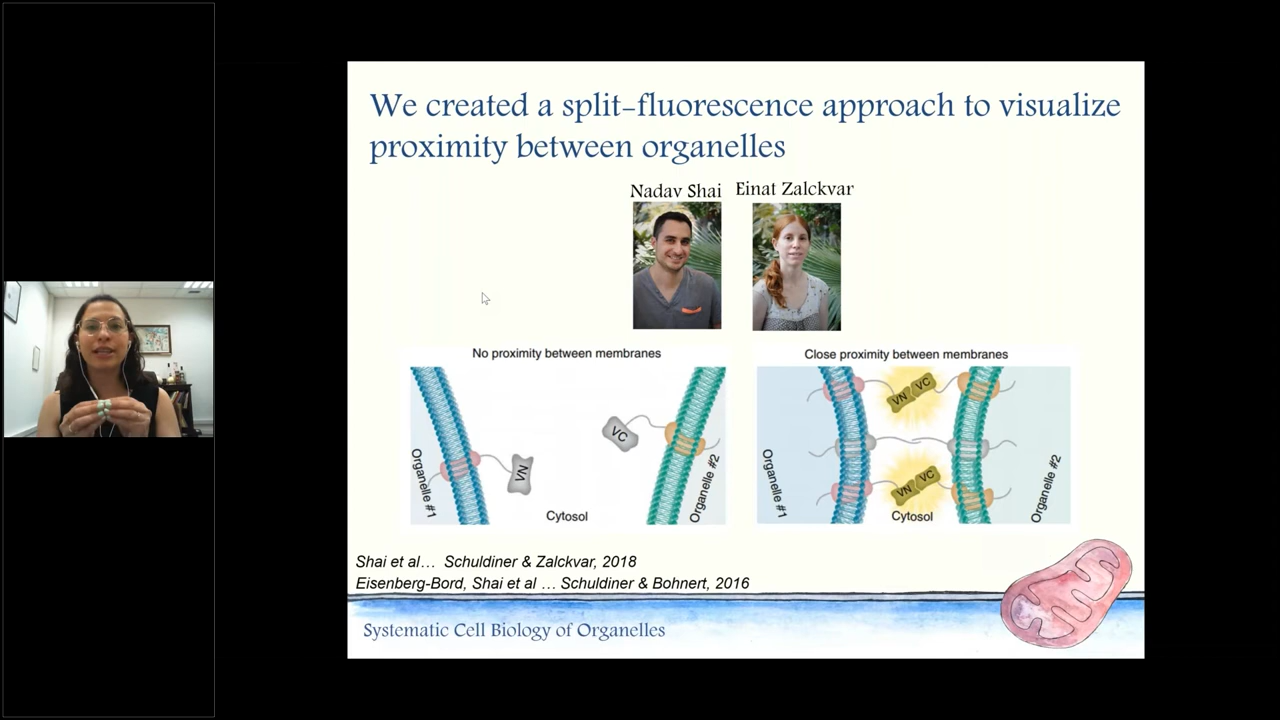 We created a split-fluorescence approach to visualize
proximity between organelles
Nadav Shai
Einat Zalckvar
No proximity between membranes
VN
VC
Organelle #1
Organelle #2
Cytosol
Close proximity between membranes
VN
VC
VN
VC
Organelle #1
Organelle #2
Cytosol
Shai et al… Schuldiner & Zalckvar, 2018
Eisenberg-Bord, Shai et al … Schuldiner & Bohnert, 2016
Systematic Cell Biology of Organelles